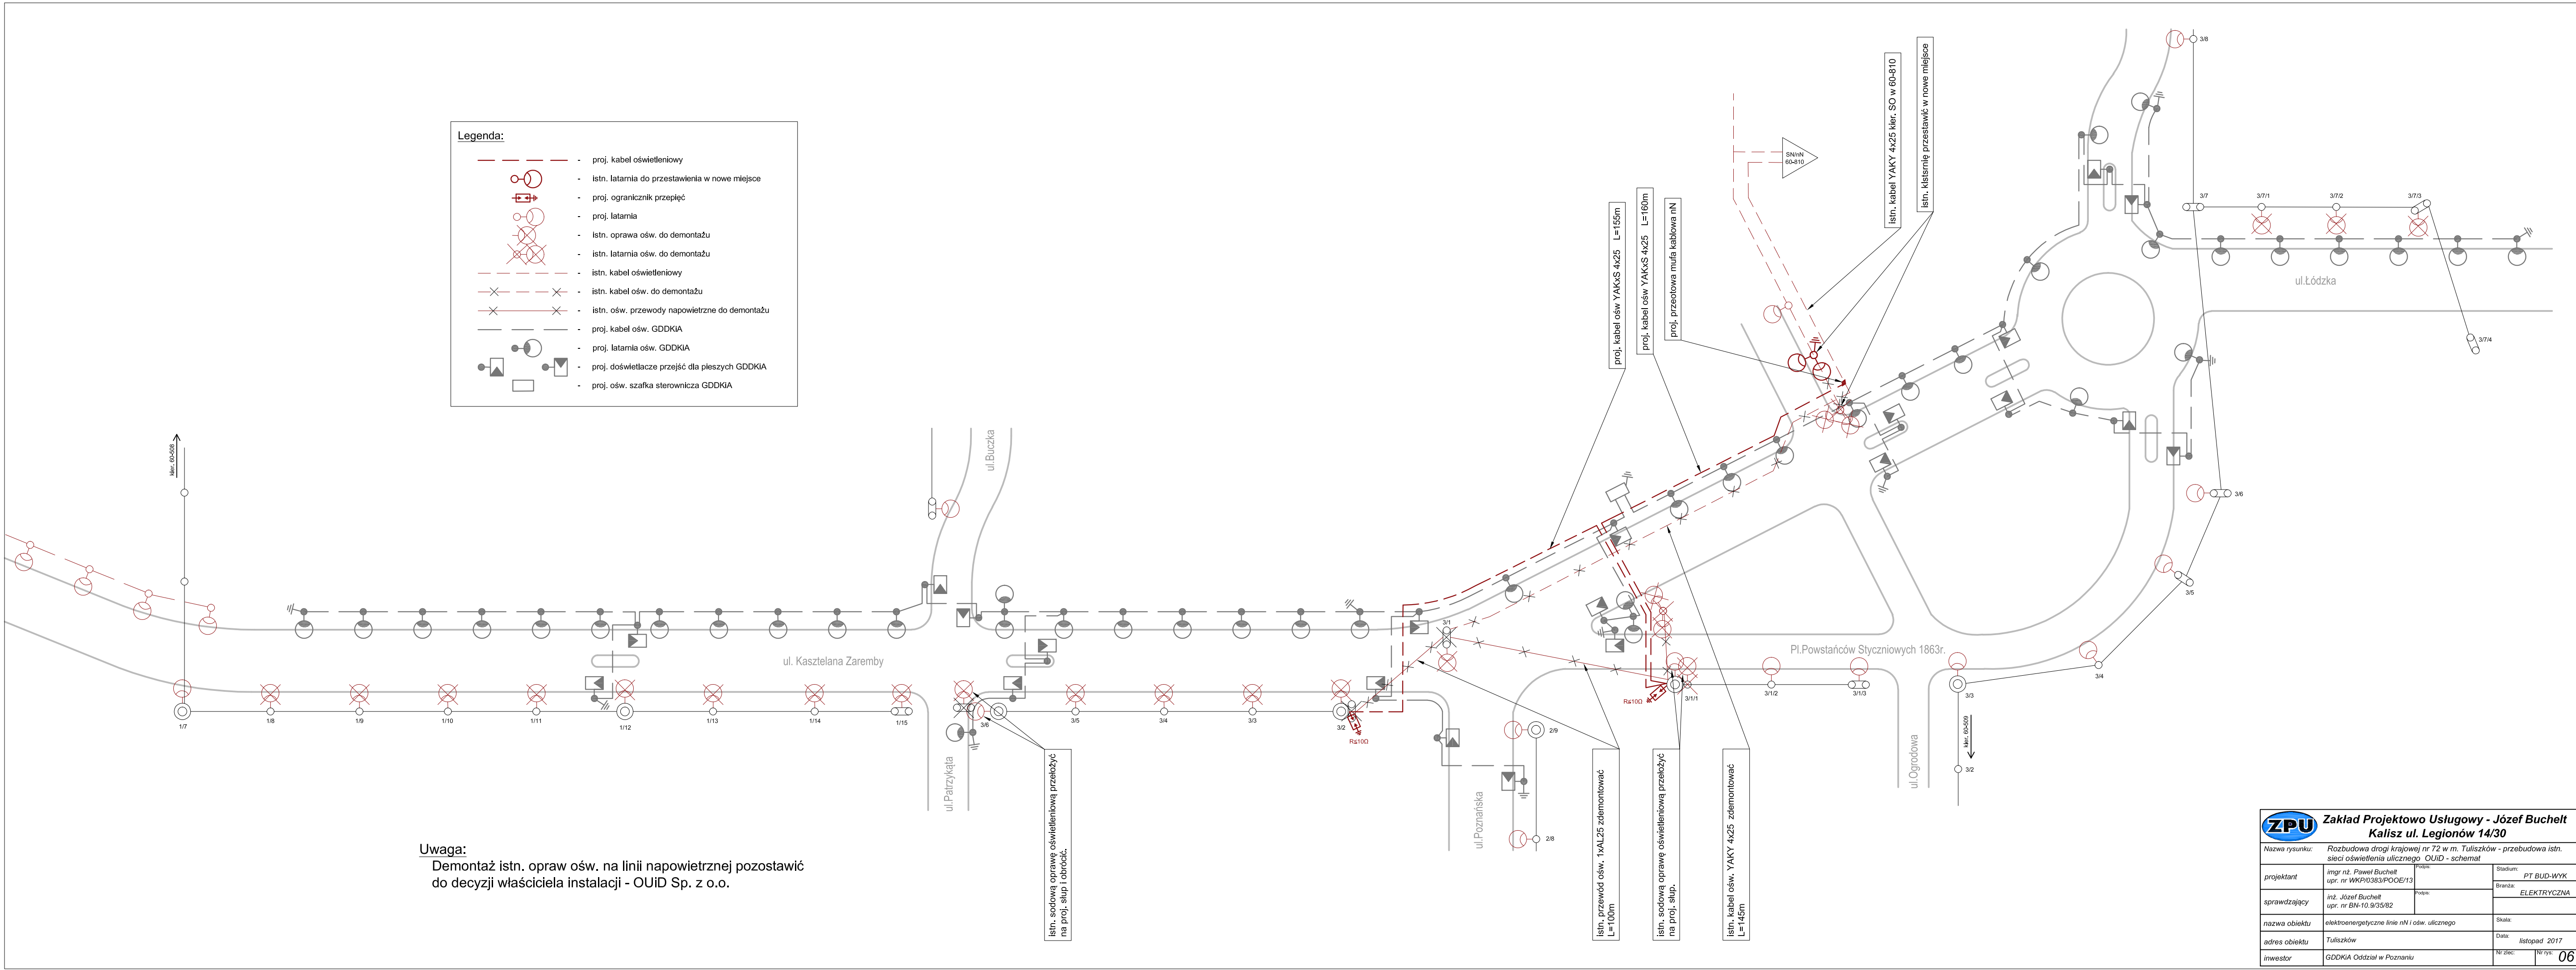 Legenda:
- proj. kabel oświetleniowy
- istn. latarnia do przestawienia w nowe miejsce
- proj. ogranicznik przepięć
- proj. latarnia
- istn. oprawa ośw. do demontażu
- istn. latarnia ośw. do demontażu
- istn. kabel oświetleniowy
- istn. kabel ośw. do demontażu
- istn. ośw. przewody napowietrzne do demontażu
- proj. kabel ośw. GDDKiA
- proj. latarnia ośw. GDDKiA
- proj. doświetlacze przejść dla pieszych GDDKiA
- proj. ośw. szafka sterownicza GDDKiA
kier. 60-508
ul.Buczka
ul. Kasztelana Zaremby
1/7
1/8
1/9
1/10
1/11
1/12
1/13
1/14
1/15
3/6
3/5
3/4
3/3
3/2
R≤10Ω
ul.Patrzykąta
istn. sodową oprawę oświetleniową przełożyć
na proj. słup i obrócić.
proj. kabel ośw YAKxS 4x25 L=155m
proj. kabel ośw YAKxS 4x25 L=160m
proj. przeotowa mufa kablowa nN
SN/nN
60-810
istn. kabel YAKY 4x25 kier. SO w 60-810
istn. klstsrnię przestawić w nowe miejsce
3/8
3/7
3/7/1
3/7/2
3/7/3
3/7/4
ul.Łódzka
3/6
3/5
3/4
3/3
3/2
kier. 60-509
3/1
R≤10Ω
3/1/1
3/1/2
3/1/3
Pl.Powstańców Styczniowych 1863r.
ul.Ogrodowa
2/9
2/8
ul.Poznańska
istn. przewód ośw. 1xAL25 zdemontować
L=100m
istn. sodową oprawę oświetleniową przełożyć
na proj. słup.
istn. kabel ośw. YAKY 4x25 zdemontować
L=145m
Uwaga:
Demontaż istn. opraw ośw. na linii napowietrznej pozostawić
do decyzji właściciela instalacji - OUiD Sp. z o.o.
ZPU
Zakład Projektowo Usługowy - Józef Buchelt
Kalisz ul. Legionów 14/30
Nazwa rysunku: Rozbudowa drogi krajowej nr 72 w m. Tuliszków - przebudowa istn.
sieci oświetlenia ulicznego OUiD - schemat
projektant
imgr nż. Paweł Buchelt
upr. nr WKP/0383/POOE/13
Podpis:
Stadium:
PT BUD-WYK
Branża:
ELEKTRYCZNA
sprawdzający
inż. Józef Buchelt
upr. nr BN-10.9/35/82
Podpis:
nazwa obiektu
elektroenergetyczne linie nN i ośw. ulicznego
Skala:
adres obiektu
Tuliszków
Data:
listopad 2017
inwestor
GDDKiA Oddział w Poznaniu
Nr zlec:
Nr rys:
06